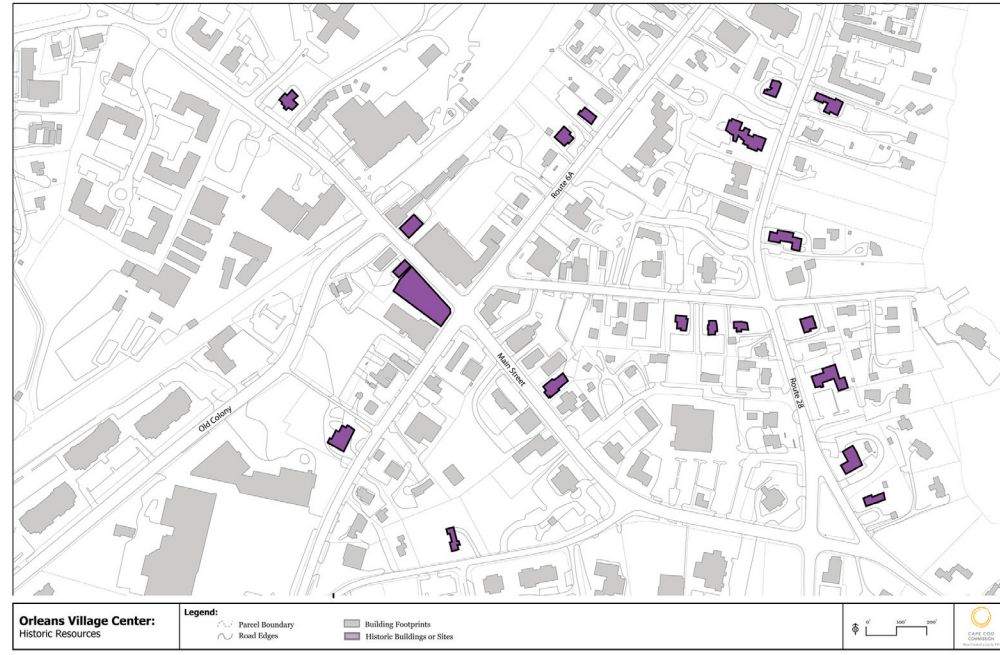 Route 6A
Main Street
Old Colony
Route 28
Orleans Village Center:
Historic Resources
Legend:
Parcel Boundary
Road Edges
Building Footprints
Historic Buildings or Sites
0'
100'
200'
CAPE COD
COMMISSION